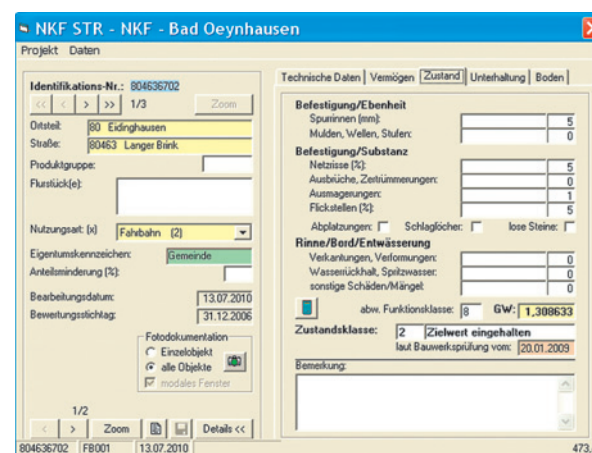 NKF STR - NKF - Bad Oeynhausen
Projekt Daten
Identifikations-Nr.: 804636702
<< < > >> 1/3 Zoom
Ortsteil: 80 Eidinghausen
Straße: 80463 Langer Brink
Produktgruppe:
Flurstück(e):
Nutzungsart: (x) Fahrbahn (2)
Eigentumskennzeichen: Gemeinde
Anteilsminderung (%):
Bearbeitungsdatum: 13.07.2010
Bewertungsstichtag: 31.12.2006
Fotodokumentation
Einzelobjekt
alle Objekte
modales Fenster
1/2
< > Zoom Details <<
804636702 FB001 13.07.2010 473,
Technische Daten Vermögen Zustand Unterhaltung Boden
Befestigung/Ebenheit
Spurrinnen (mm): 5
Mulden, Wellen, Stufen: 0
Befestigung/Substanz
Netzrisse (%): 5
Ausbrüche, Zertrümmerungen: 0
Ausmagerungen: 1
Flickstellen (%): 5
Abplatzungen: Schlaglöcher: lose Steine:
Rinne/Bord/Entwässerung
Verkantungen, Verformungen: 0
Wasserrückhalt, Spritzwasser: 0
sonstige Schäden/Mängel: 0
abw. Funktionsklasse: 8 GW: 1,308633
Zustandsklasse: 2 Zielwert eingehalten
laut Bauwerksprüfung vom: 20.01.2009
Bemerkung: